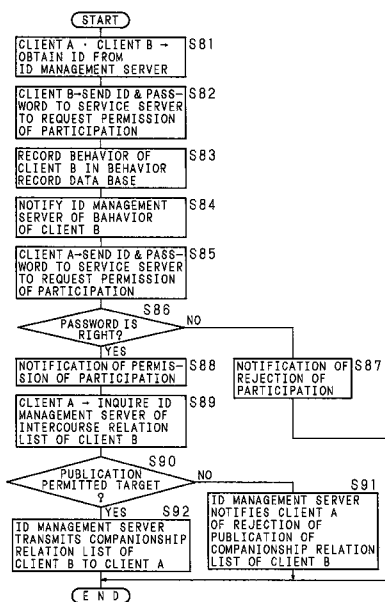 START
CLIENT A · CLIENT B →
OBTAIN ID FROM
ID MANAGEMENT SERVER
S81
CLIENT B→SEND ID & PASS-
WORD TO SERVICE SERVER
TO REQUEST PERMISSION
OF PARTICIPATION
S82
RECORD BEHAVIOR OF
CLIENT B IN BEHAVIOR
RECORD DATA BASE
S83
NOTIFY ID MANAGEMENT
SERVER OF BAHAVIOR
OF CLIENT B
S84
CLIENT A→SEND ID & PASS-
WORD TO SERVICE SERVER
TO REQUEST PERMISSION
OF PARTICIPATION
S85
S86
PASSWORD IS
RIGHT?
NO
YES
NOTIFICATION OF
REJECTION OF
PARTICIPATION
S87
NOTIFICATION OF PERMIS-
SION OF PARTICIPATION
S88
CLIENT A → INQUIRE ID
MANAGEMENT SERVER OF
INTERCOURSE RELATION
LIST OF CLIENT B
S89
S90
PUBLICATION
PERMITTED TARGET
?
NO
YES
S91
ID MANAGEMENT SERVER
NOTIFIES CLIENT A
OF REJECTION OF
PUBLICATION OF
COMPANIONSHIP RELATION
LIST OF CLIENT B
S92
ID MANAGEMENT SERVER
TRANSMITS COMPANIONSHIP
RELATION LIST OF
CLIENT B TO CLIENT A
END